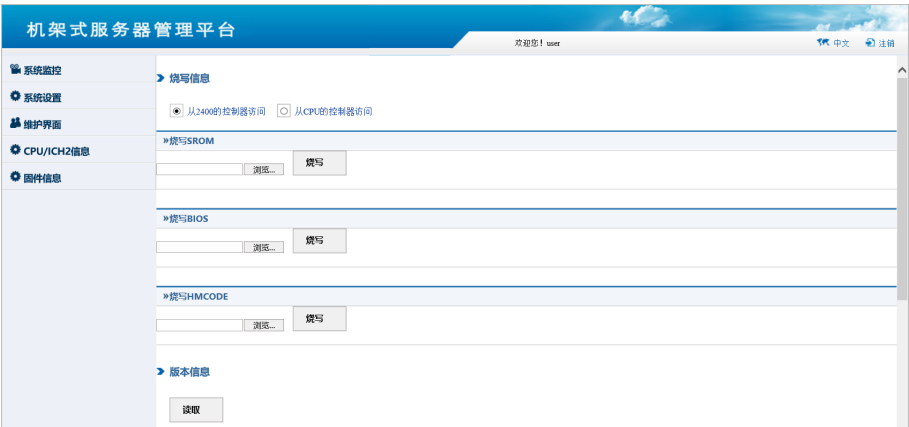 机架式服务器管理平台
欢迎您！user
中文 注销
系统监控
系统设置
维护界面
CPU/ICH2信息
固件信息
烧写信息
从2400的控制器访问 从CPU的控制器访问
»烧写SROM
浏览... 烧写
»烧写BIOS
浏览... 烧写
»烧写HMCODE
浏览... 烧写
版本信息
读取